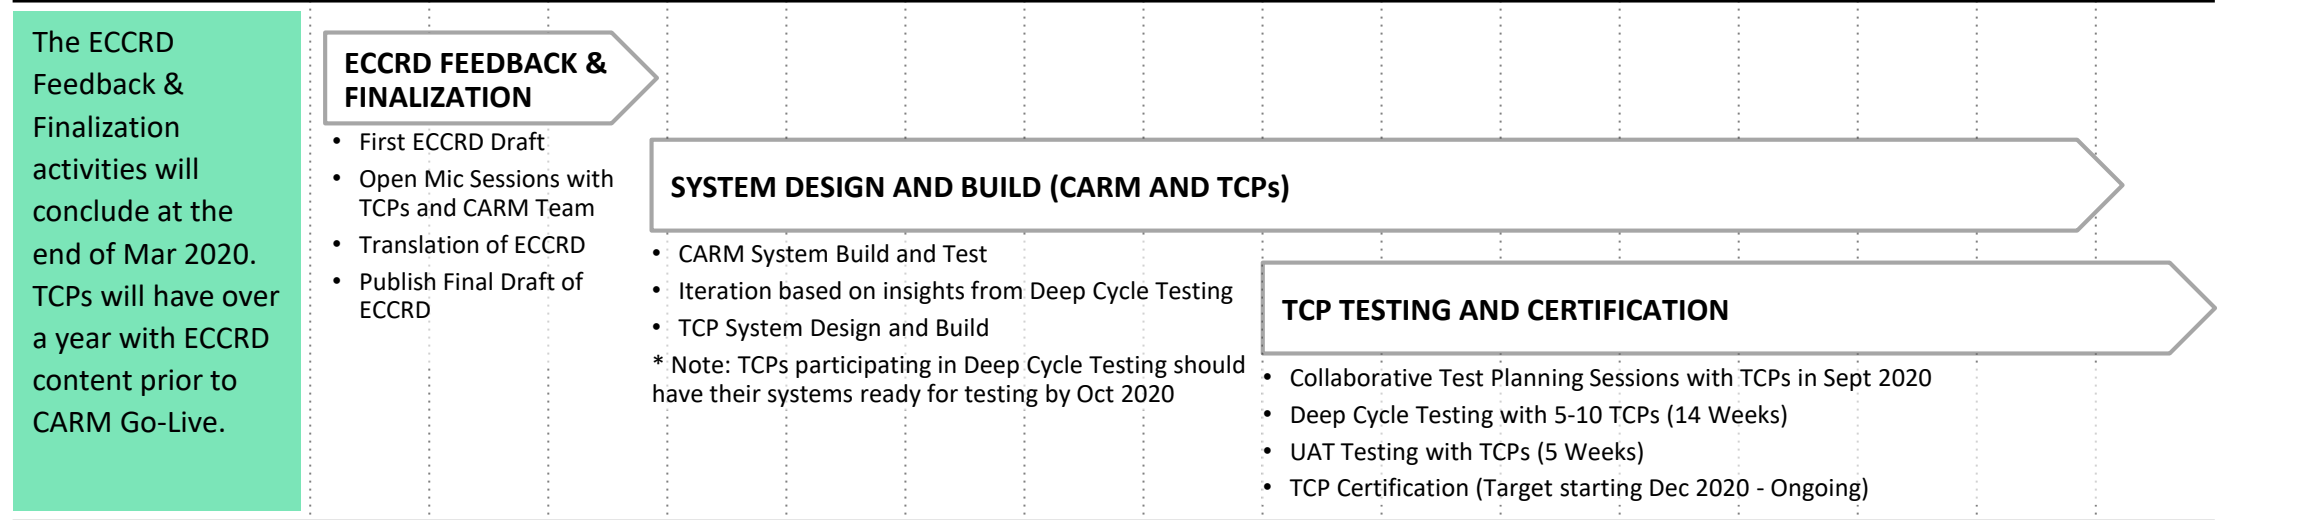 The ECCRD
Feedback &
Finalization
activities will
conclude at the
end of Mar 2020.
TCPs will have over
a year with ECCRD
content prior to
CARM Go-Live.
ECCRD FEEDBACK &
FINALIZATION
• First ECCRD Draft
• Open Mic Sessions with
TCPs and CARM Team
• Translation of ECCRD
• Publish Final Draft of
ECCRD
SYSTEM DESIGN AND BUILD (CARM AND TCPs)
• CARM System Build and Test
• Iteration based on insights from Deep Cycle Testing
• TCP System Design and Build
* Note: TCPs participating in Deep Cycle Testing should
have their systems ready for testing by Oct 2020
TCP TESTING AND CERTIFICATION
• Collaborative Test Planning Sessions with TCPs in Sept 2020
• Deep Cycle Testing with 5-10 TCPs (14 Weeks)
• UAT Testing with TCPs (5 Weeks)
• TCP Certification (Target starting Dec 2020 - Ongoing)